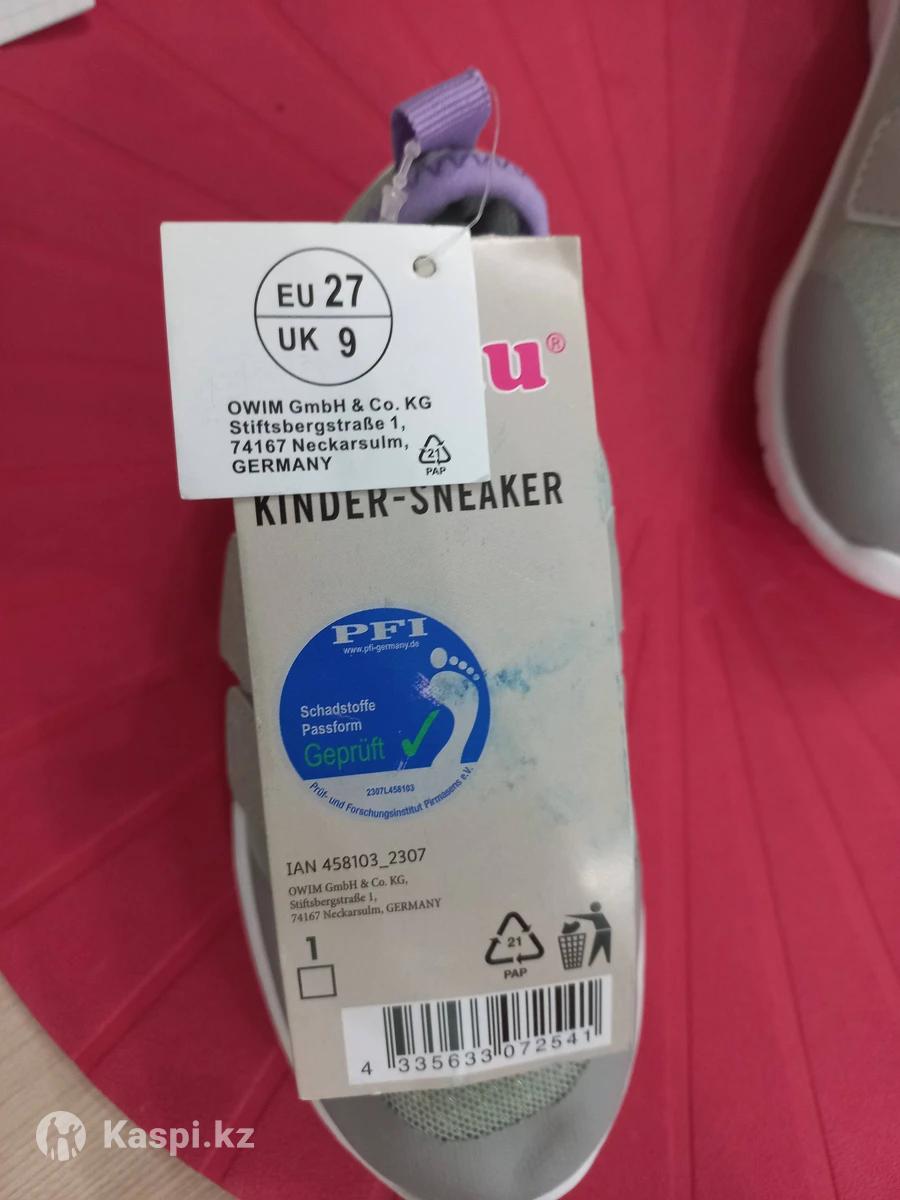 EU 27
UK 9
OWIM GmbH & Co. KG
Stiftsbergstraße 1,
74167 Neckarsulm,
GERMANY
21
PAP
u®
KINDER-SNEAKER
PFI
www.pfi-germany.de
Schadstoffe
Passform
Geprüft
2307L458103
Prüf- und Forschungsinstitut Pirmasens e.V.
IAN 458103_2307
OWIM GmbH & Co. KG,
Stiftsbergstraße 1,
74167 Neckarsulm, GERMANY
1
21
PAP
4 335633 072541
Kaspi.kz